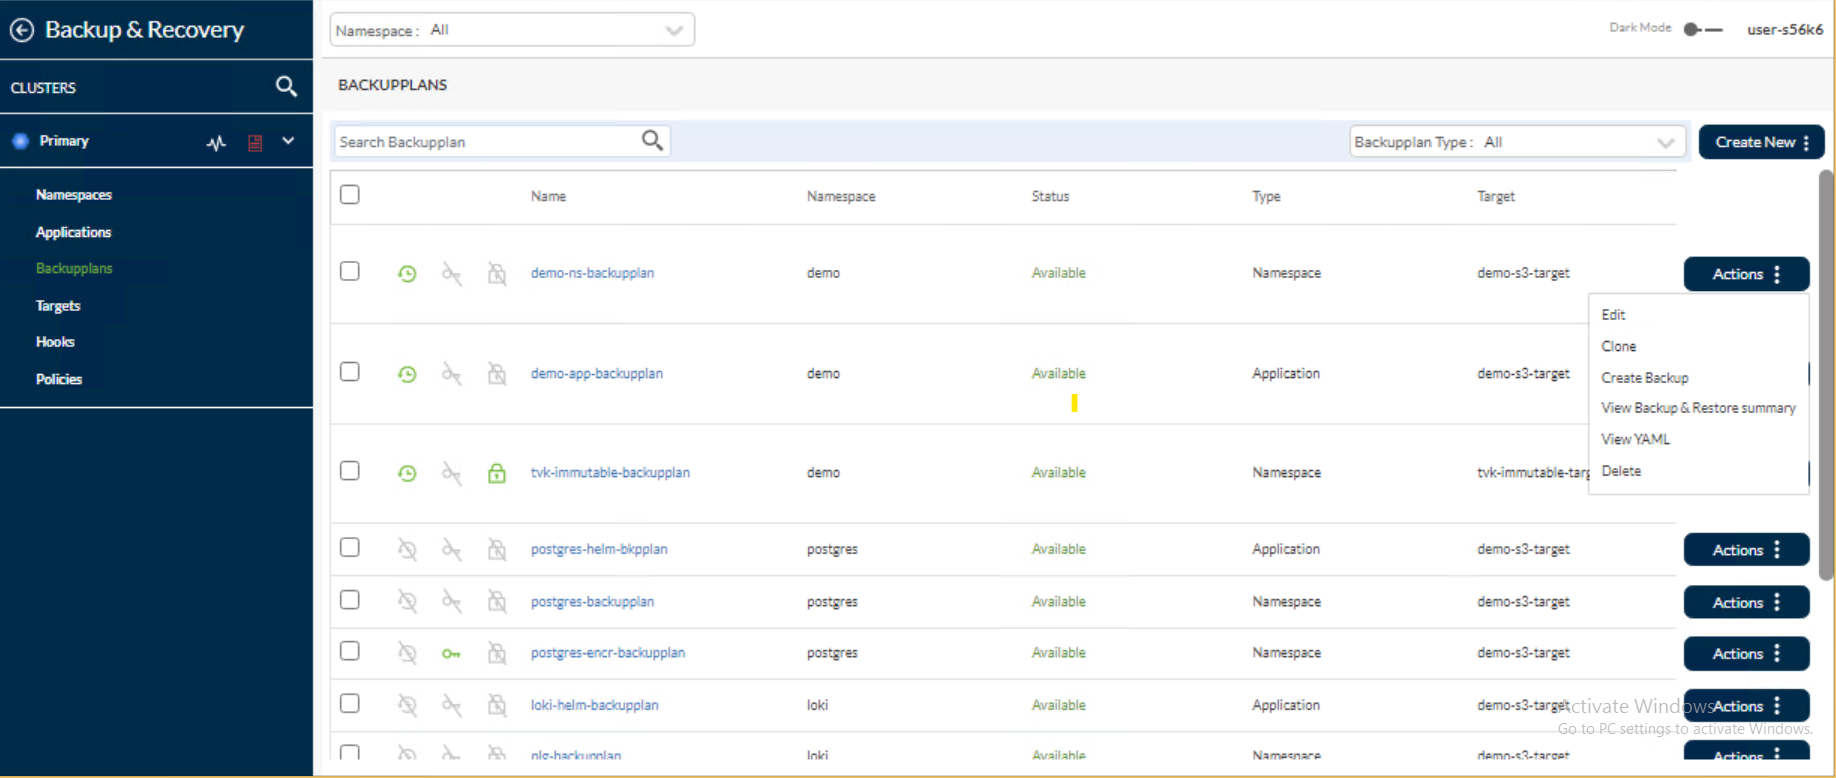 Backup & Recovery
Namespace : All
Dark Mode
user-s56k6
CLUSTERS
BACKUPPLANS
Primary
Search Backupplan
Backupplan Type : All
Create New
Namespaces
Applications
Backupplans
Targets
Hooks
Policies
Name Namespace Status Type Target
demo-ns-backupplan demo Available Namespace demo-s3-target Actions
Edit
Clone
Create Backup
View Backup & Restore summary
View YAML
Delete
demo-app-backupplan demo Available Application demo-s3-target
tvk-immutable-backupplan demo Available Namespace tvk-immutable-targ
postgres-helm-bkpplan postgres Available Application demo-s3-target Actions
postgres-backupplan postgres Available Namespace demo-s3-target Actions
postgres-encr-backupplan postgres Available Namespace demo-s3-target Actions
loki-helm-backupplan loki Available Application demo-s3-target Actions
plg-backupplan loki Available Namespace demo-s3-target Actions
Activate Windows
Go to PC settings to activate Windows.